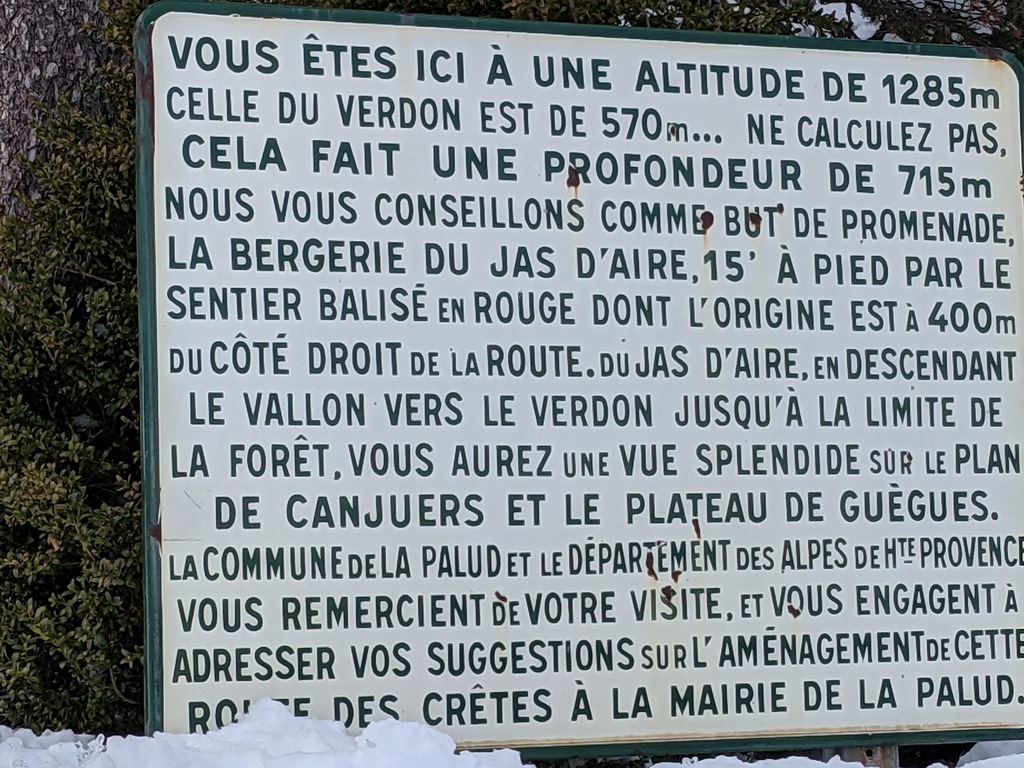 VOUS ÊTES ICI À UNE ALTITUDE DE 1285m
CELLE DU VERDON EST DE 570m... NE CALCULEZ PAS,
CELA FAIT UNE PROFONDEUR DE 715m
NOUS VOUS CONSEILLONS COMME BUT DE PROMENADE,
LA BERGERIE DU JAS D'AIRE, 15' À PIED PAR LE
SENTIER BALISÉ EN ROUGE DONT L'ORIGINE EST À 400m
DU CÔTÉ DROIT DE LA ROUTE. DU JAS D'AIRE, EN DESCENDANT
LE VALLON VERS LE VERDON JUSQU'À LA LIMITE DE
LA FORÊT, VOUS AUREZ UNE VUE SPLENDIDE SUR LE PLAN
DE CANJUERS ET LE PLATEAU DE GUÈGUES.
LA COMMUNE DE LA PALUD ET LE DÉPARTEMENT DES ALPES DE HTE PROVENCE
VOUS REMERCIENT DE VOTRE VISITE, ET VOUS ENGAGENT À
ADRESSER VOS SUGGESTIONS SUR L'AMÉNAGEMENT DE CETTE
ROUTE DES CRÊTES À LA MAIRIE DE LA PALUD.